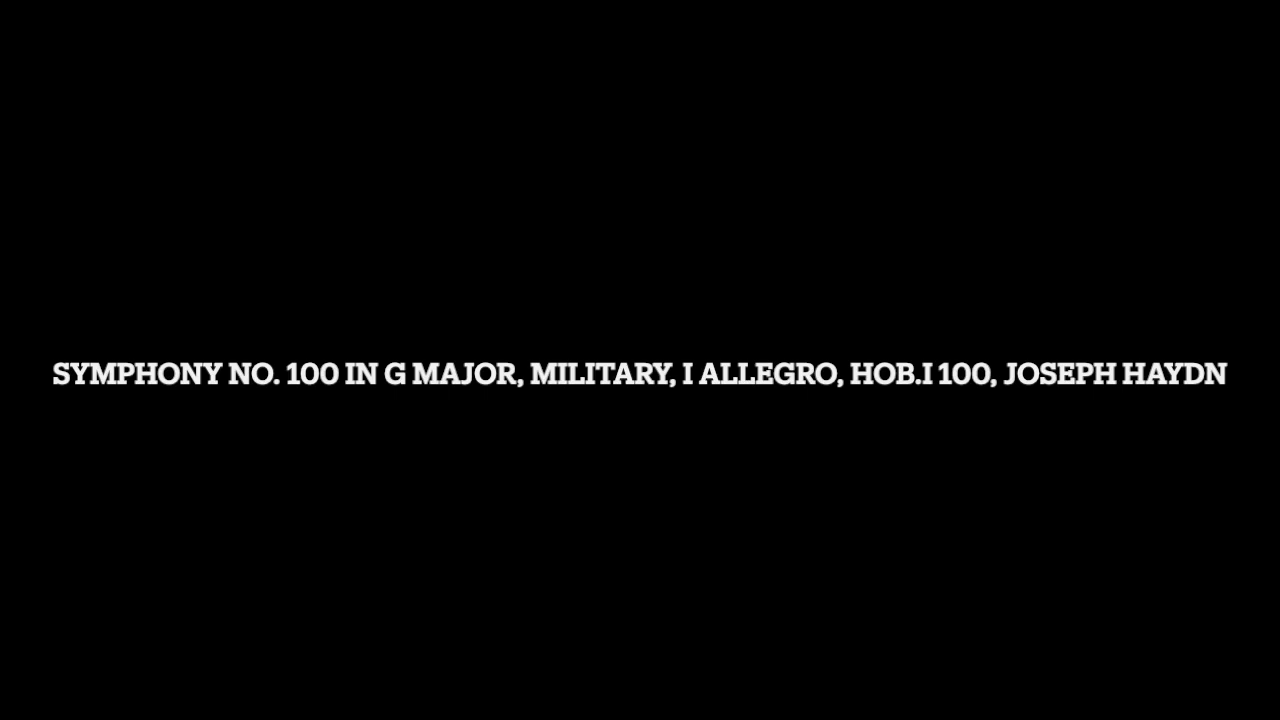 SYMPHONY NO. 100 IN G MAJOR, MILITARY, I ALLEGRO, HOB.I 100, JOSEPH HAYDN